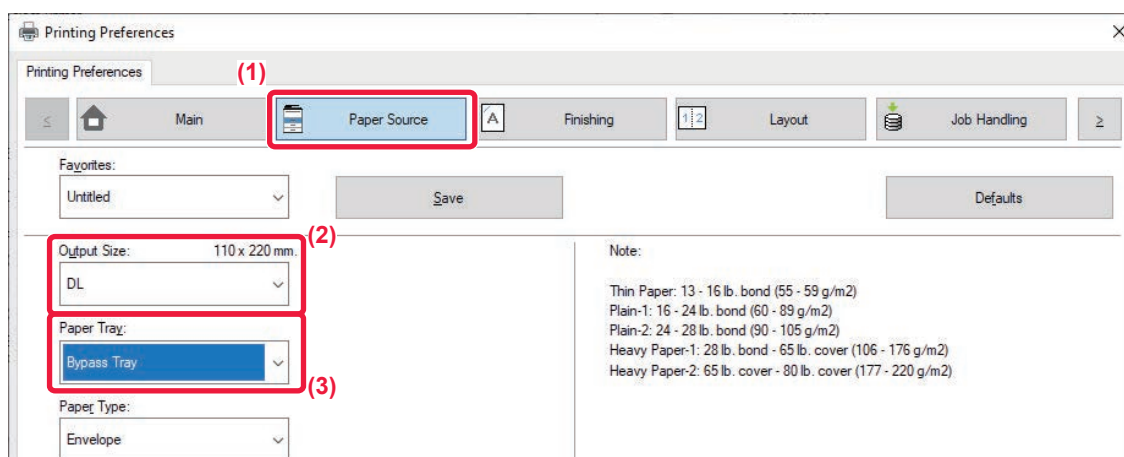 Printing Preferences
Printing Preferences
(1)
≤ Main Paper Source A Finishing 1 2 Layout Job Handling ≥
Favorites:
Untitled Save Defaults
(2)
Output Size: 110 x 220 mm.
DL
Paper Tray:
Bypass Tray
(3)
Paper Type:
Envelope
Note:
Thin Paper: 13 - 16 lb. bond (55 - 59 g/m2)
Plain-1: 16 - 24 lb. bond (60 - 89 g/m2)
Plain-2: 24 - 28 lb. bond (90 - 105 g/m2)
Heavy Paper-1: 28 lb. bond - 65 lb. cover (106 - 176 g/m2)
Heavy Paper-2: 65 lb. cover - 80 lb. cover (177 - 220 g/m2)